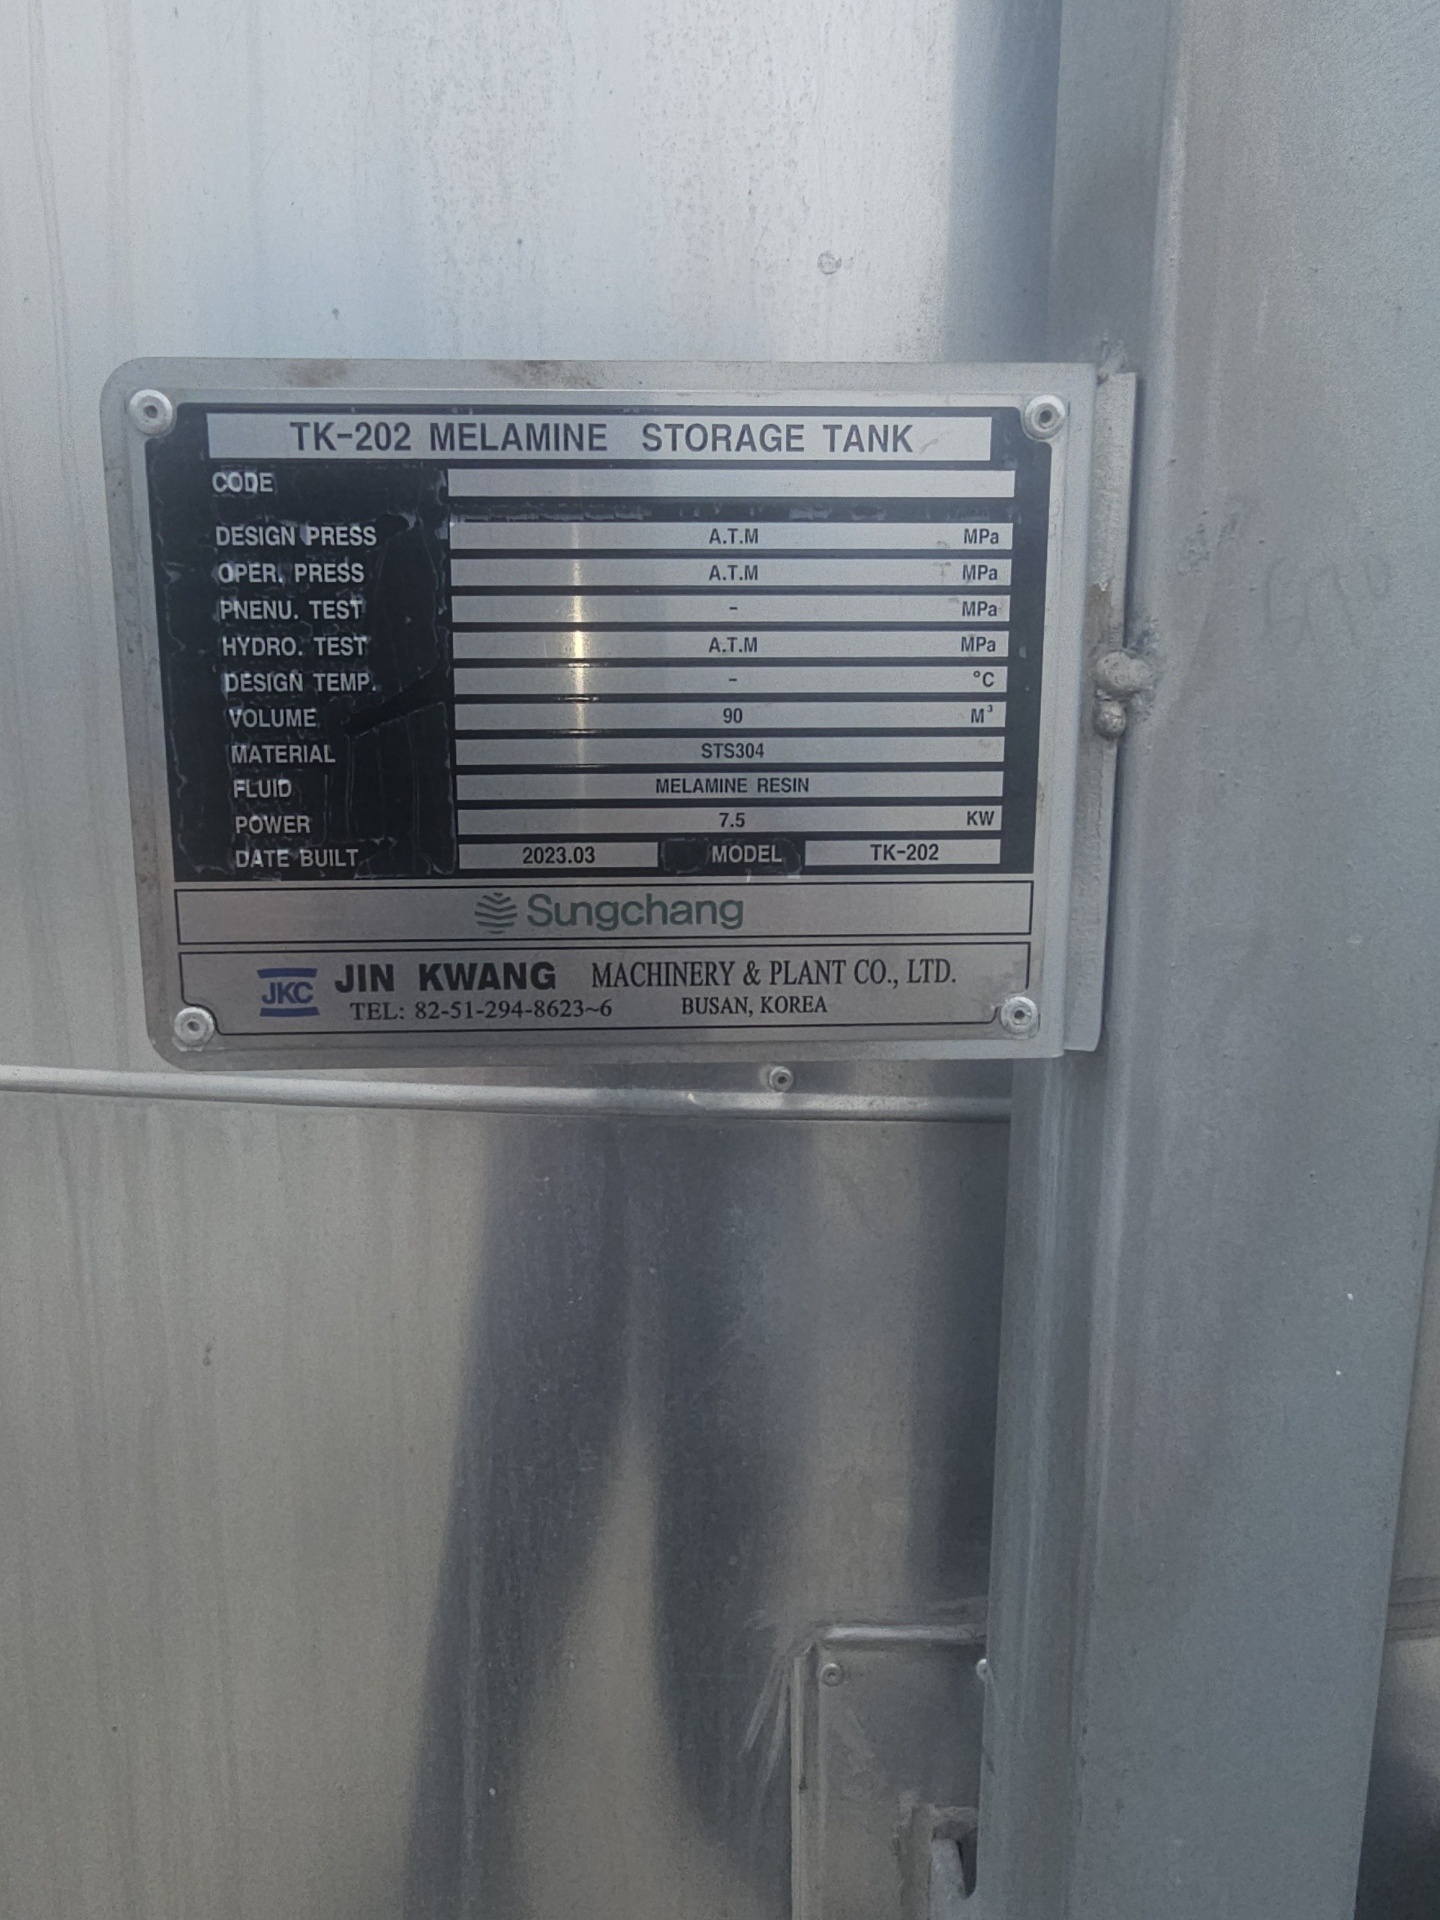 TK-202 MELAMINE STORAGE TANK
CODE
DESIGN PRESS A.T.M MPa
OPER. PRESS A.T.M MPa
PNENU. TEST - MPa
HYDRO. TEST A.T.M MPa
DESIGN TEMP. - °C
VOLUME 90 M³
MATERIAL STS304
FLUID MELAMINE RESIN
POWER 7.5 KW
DATE BUILT 2023.03 MODEL TK-202
Sungchang
JKC JIN KWANG MACHINERY & PLANT CO., LTD.
TEL: 82-51-294-8623~6 BUSAN, KOREA